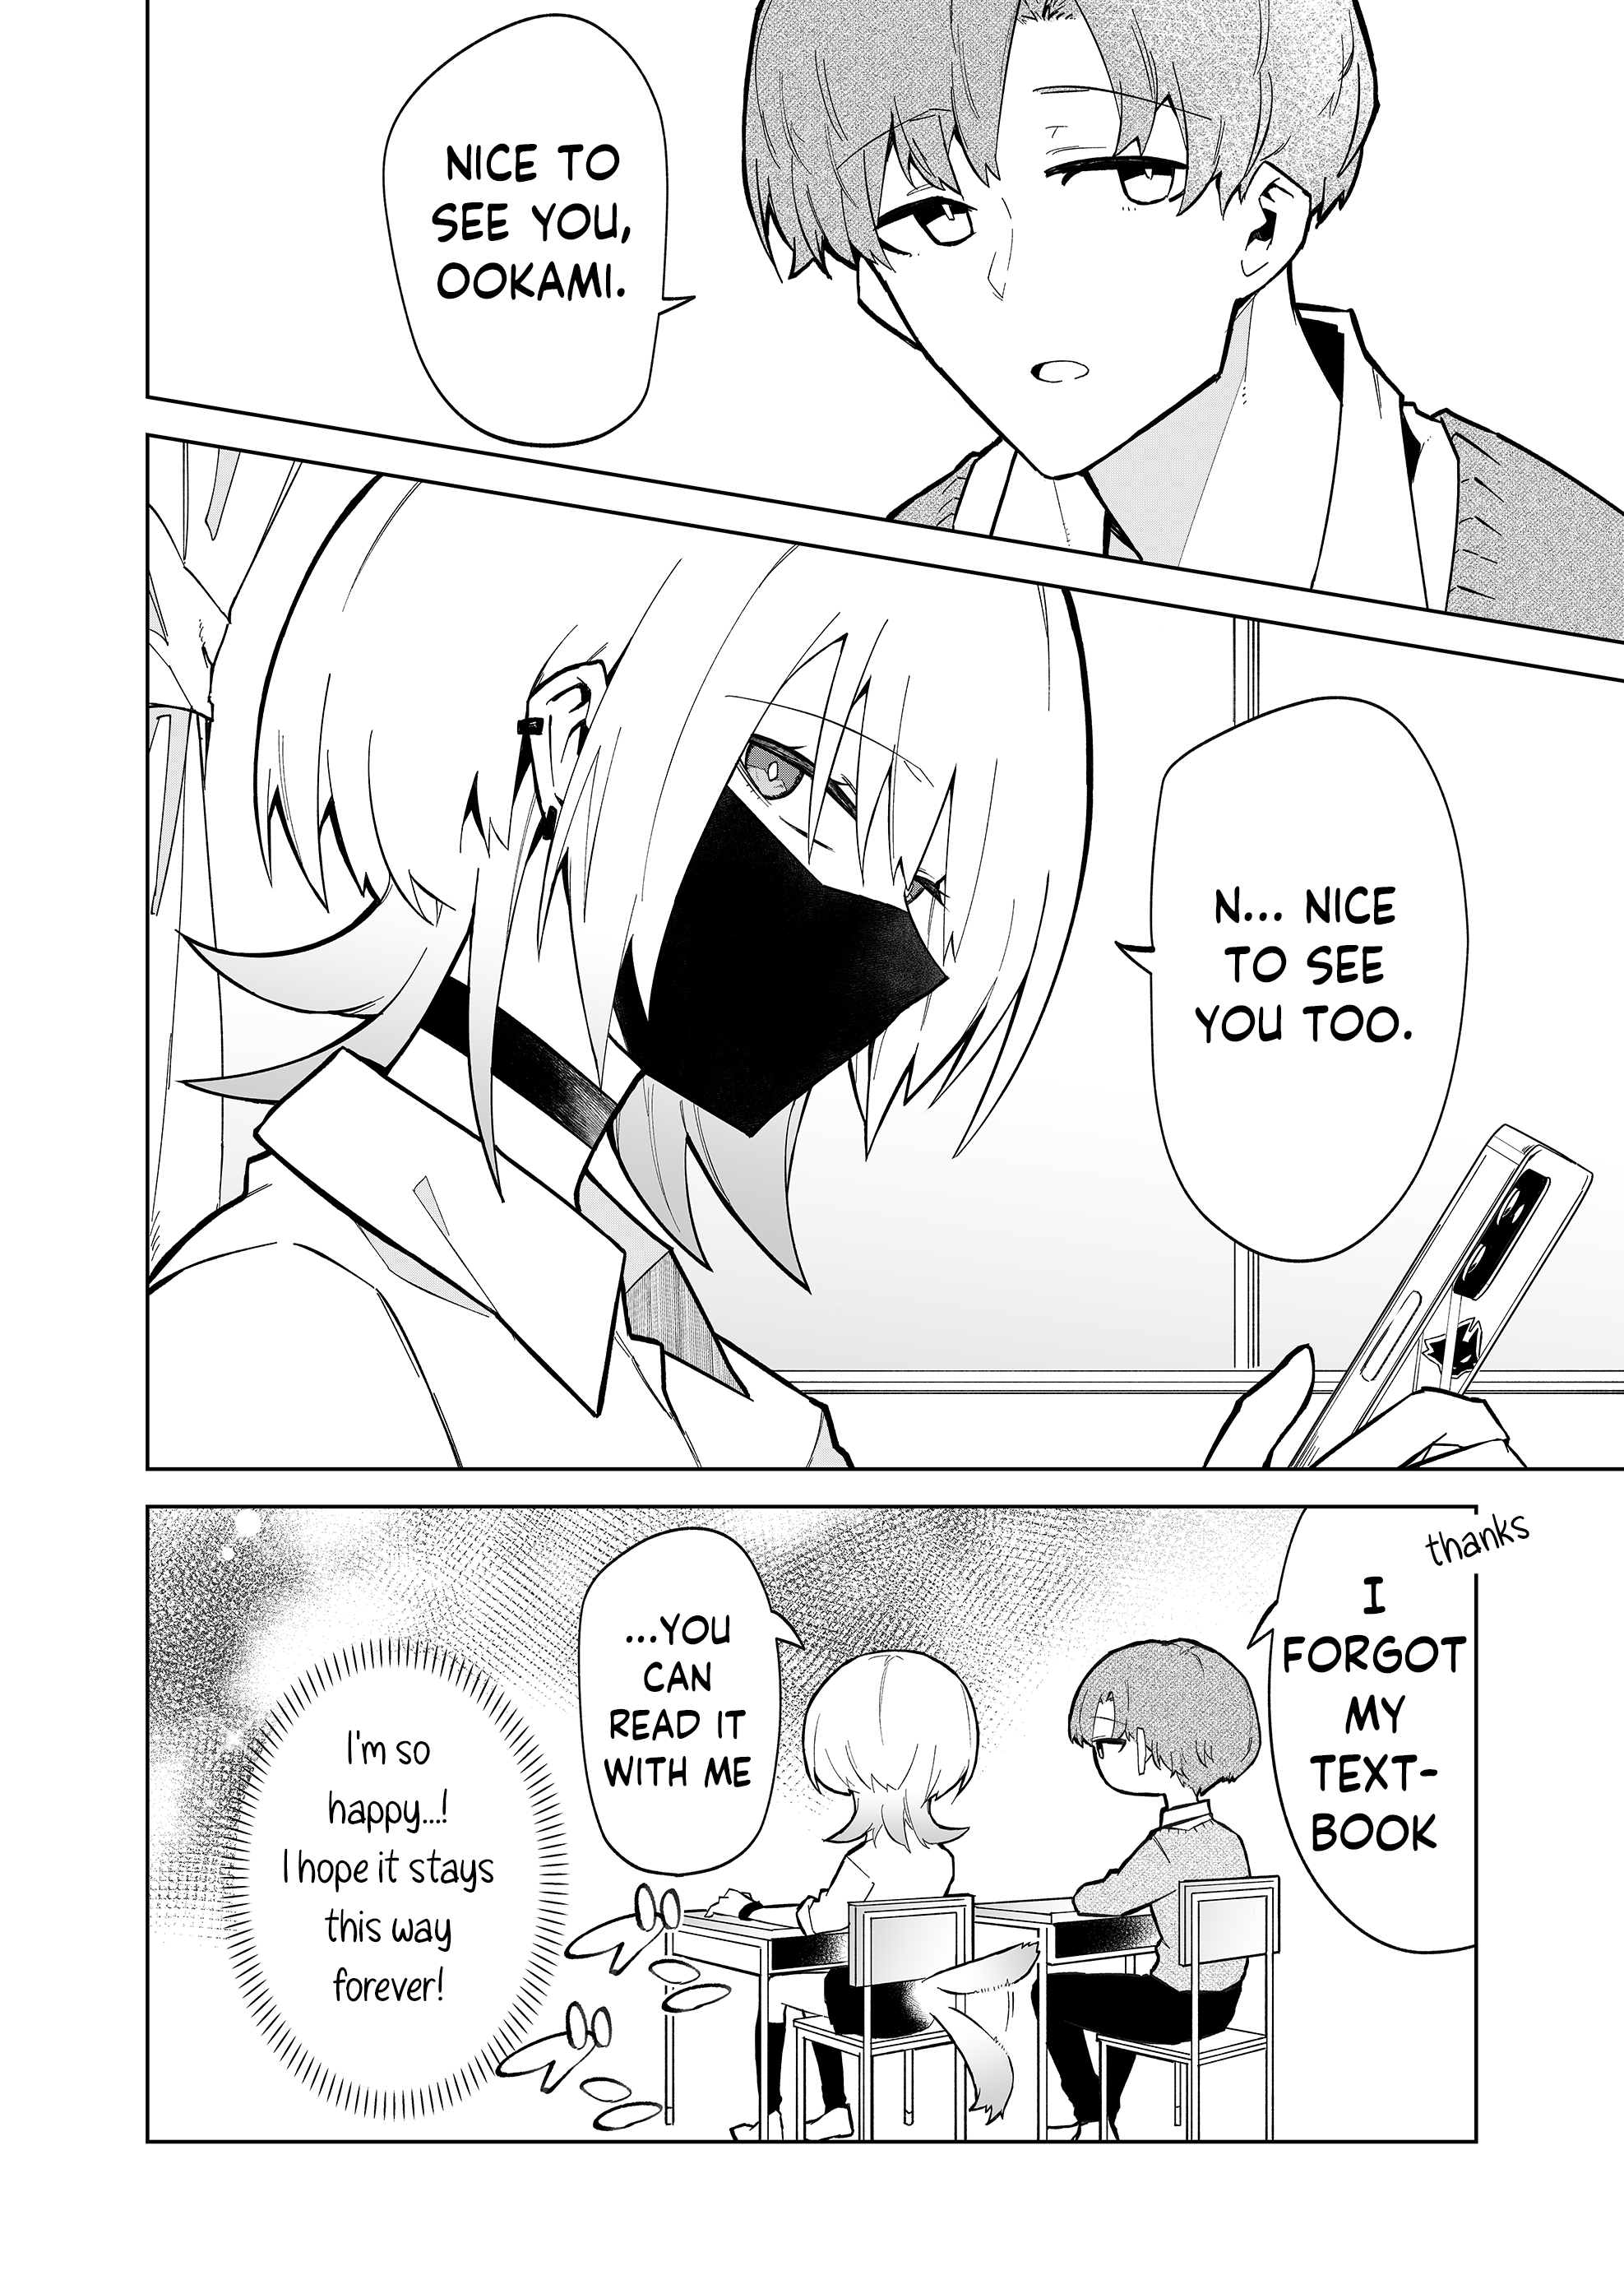 NICE TO
SEE YOU,
OOKAMI.
N... NICE
TO SEE
YOU TOO.
thanks
I
FORGOT
MY
TEXT-
BOOK
...YOU
CAN
READ IT
WITH ME
I'm so
happy...!
I hope it stays
this way
forever!